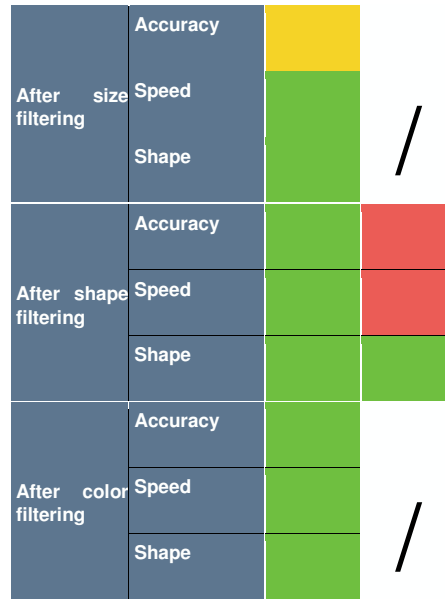 Accuracy
After size filtering
Speed
Shape
/
Accuracy
After shape filtering
Speed
Shape
Accuracy
After color filtering
Speed
Shape
/